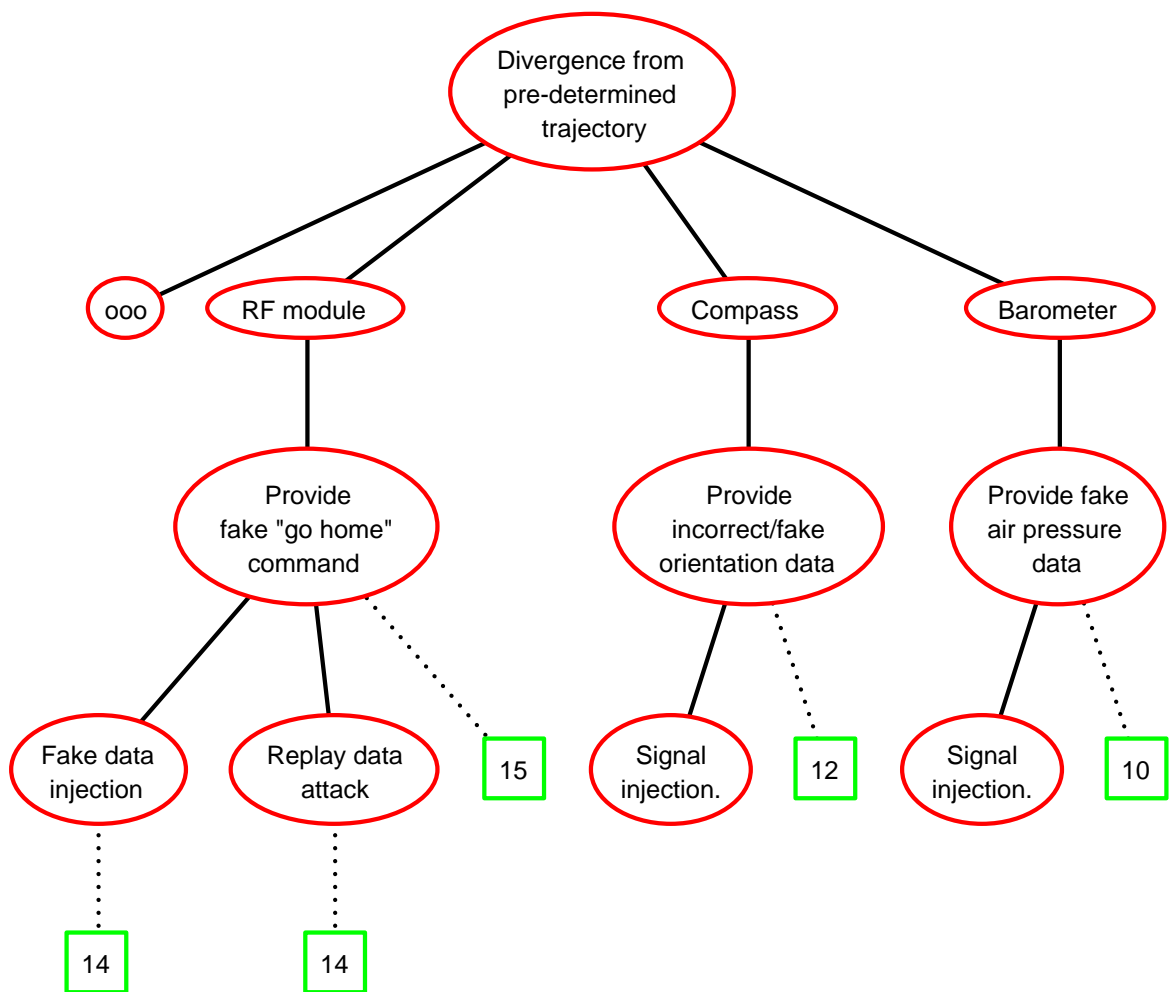 Divergence from
pre-determined
trajectory
ooo
RF module
Compass
Barometer
Provide
fake "go home"
command
Provide
incorrect/fake
orientation data
Provide fake
air pressure
data
Fake data
injection
Replay data
attack
15
Signal
injection.
12
Signal
injection.
10
14
14